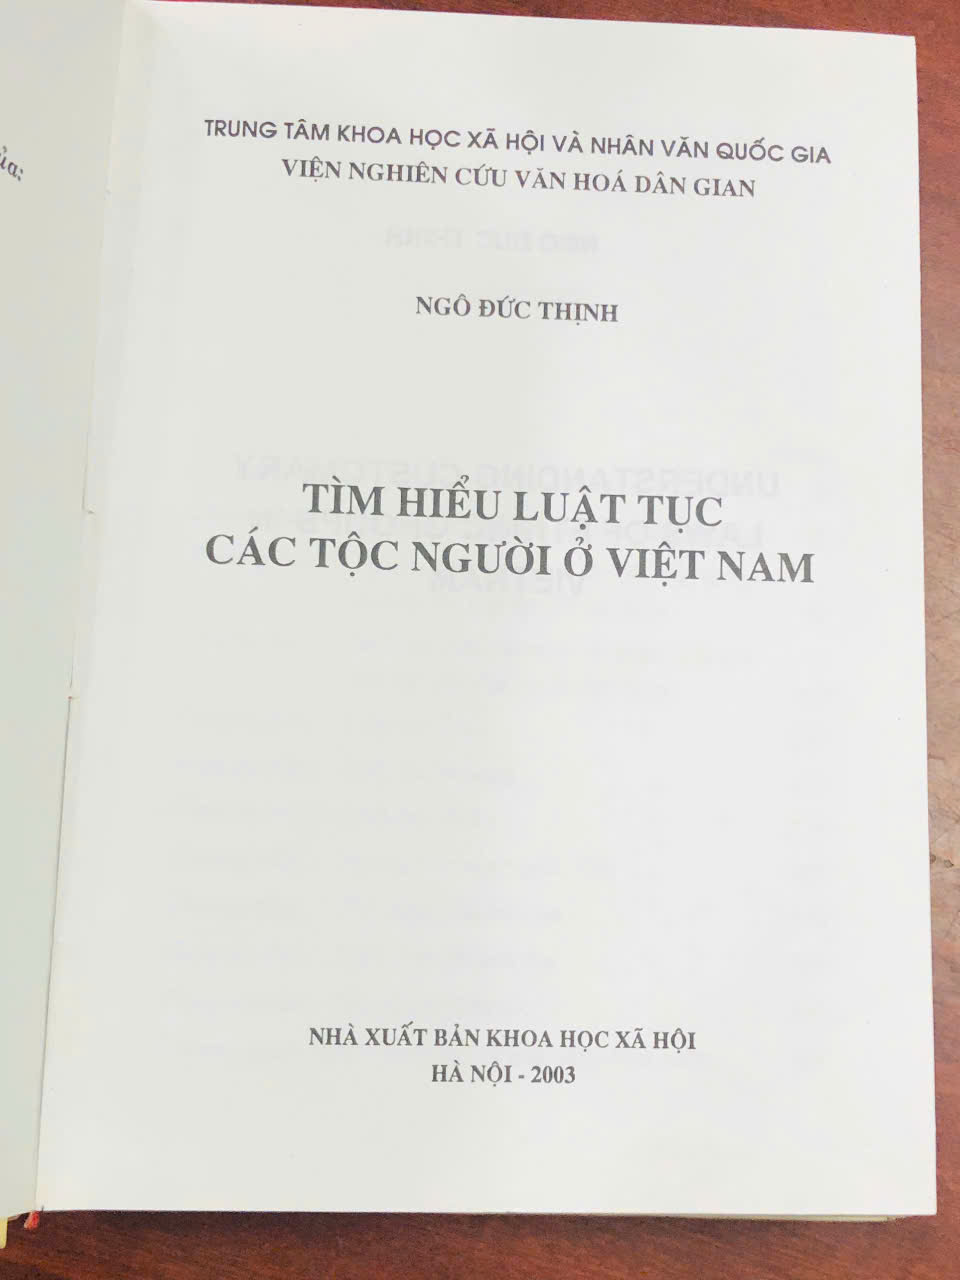 TRUNG TÂM KHOA HỌC XÃ HỘI VÀ NHÂN VĂN QUỐC GIA
VIỆN NGHIÊN CỨU VĂN HOÁ DÂN GIAN
NGÔ ĐỨC THỊNH
TÌM HIỂU LUẬT TỤC
CÁC TỘC NGƯỜI Ở VIỆT NAM
NHÀ XUẤT BẢN KHOA HỌC XÃ HỘI
HÀ NỘI - 2003